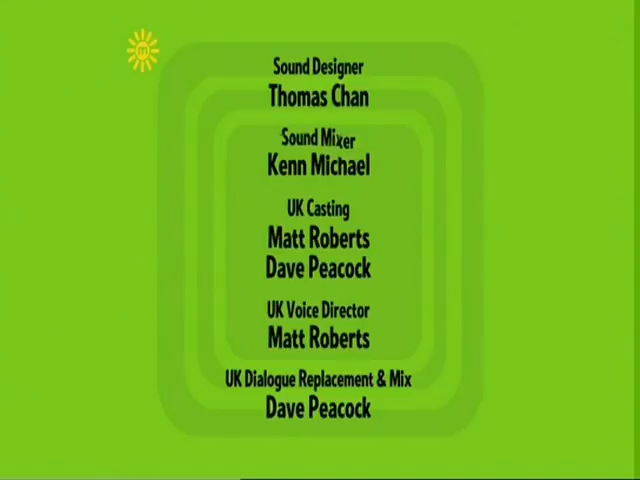 m
Sound Designer
Thomas Chan
Sound Mixer
Kenn Michael
UK Casting
Matt Roberts
Dave Peacock
UK Voice Director
Matt Roberts
UK Dialogue Replacement & Mix
Dave Peacock